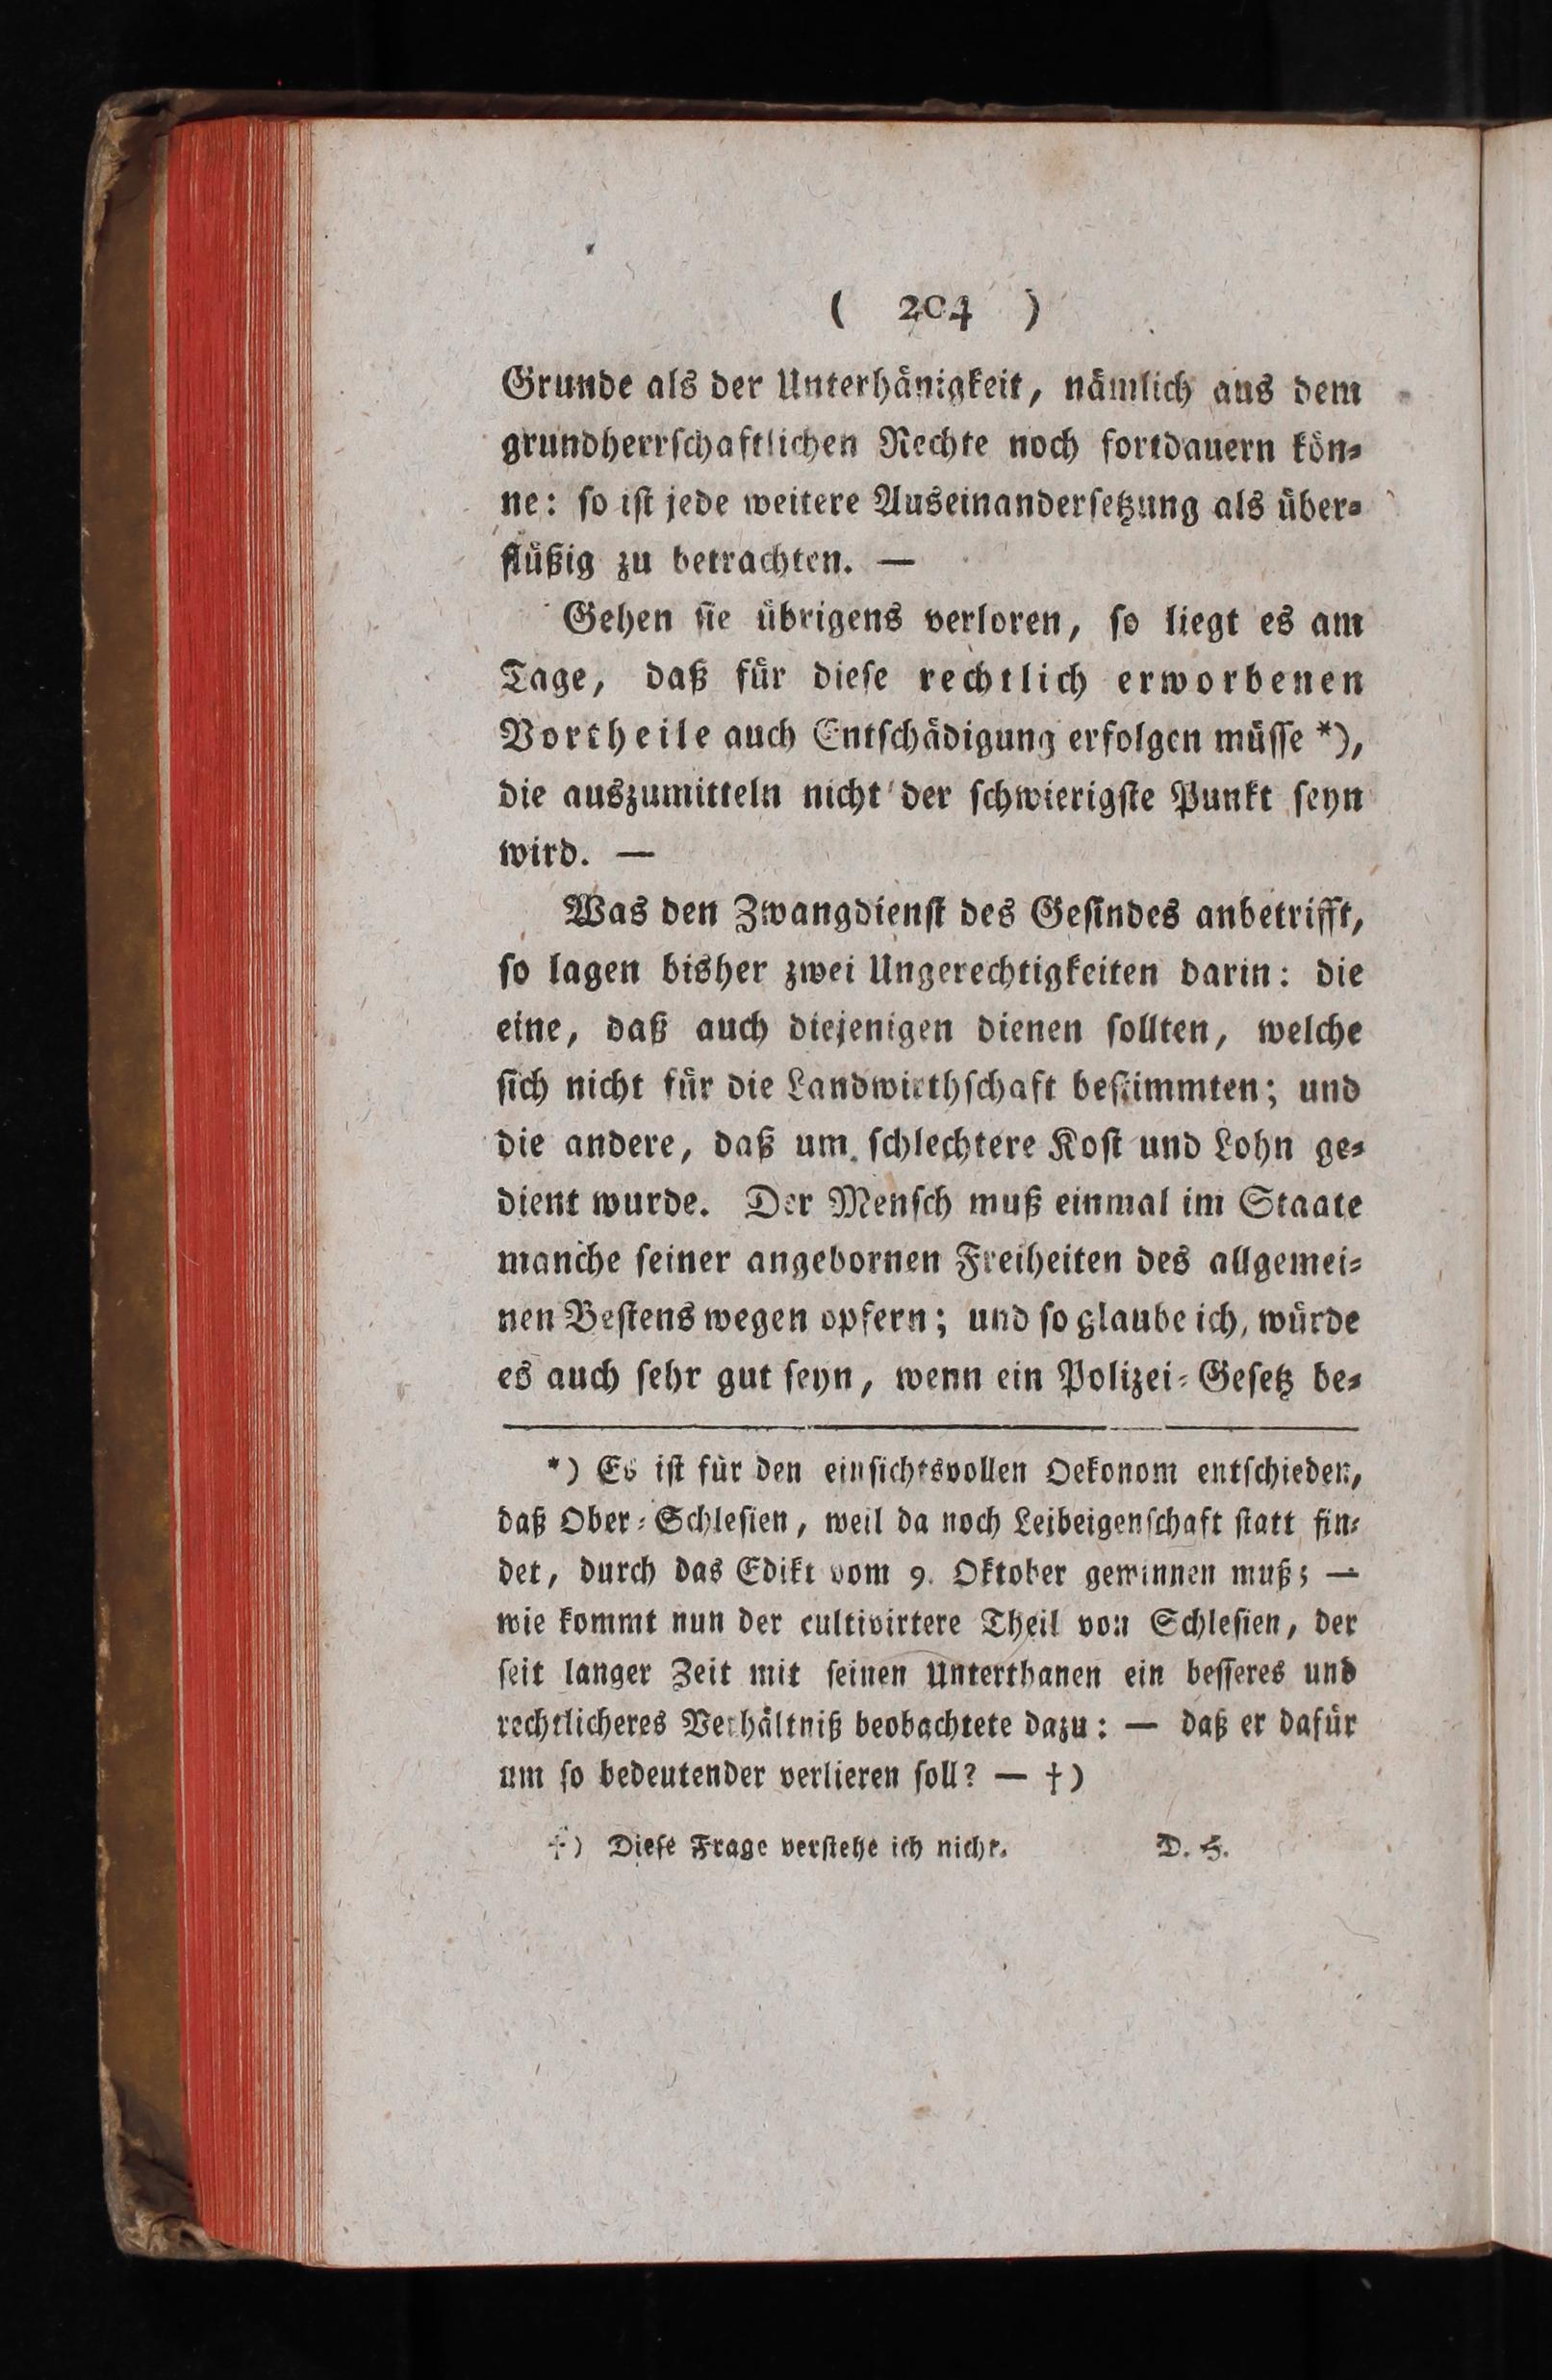 ( 204 )
Grunde als der Unterhänigkeit, nämlich aus dem
grundherrſchaftlichen Rechte noch fortdauern kön⸗
ne: ſo iſt jede weitere Auseinanderſetzung als über⸗
flüßig zu betrachten. —
Gehen ſie übrigens verloren, ſo liegt es am
Tage, daß für dieſe rechtlich erworbenen
Vortheile auch Entſchädigung erfolgen müſſe *),
die auszumitteln nicht der ſchwierigſte Punkt ſeyn
wird. —
Was den Zwangdienſt des Geſindes anbetrifft,
ſo lagen bisher zwei Ungerechtigkeiten darin: die
eine, daß auch diejenigen dienen ſollten, welche
ſich nicht für die Landwirthſchaft beſtimmten; und
die andere, daß um ſchlechtere Koſt und Lohn ge⸗
dient wurde. Der Menſch muß einmal im Staate
manche ſeiner angebornen Freiheiten des allgemei⸗
nen Beſtens wegen opfern; und ſo glaube ich, würde
es auch ſehr gut ſeyn, wenn ein Polizei⸗Geſetz be⸗
*) Es iſt für den einſichtsvollen Oekonom entſchieden,
daß Ober⸗Schleſien, weil da noch Leibeigenſchaft ſtatt fin⸗
det, durch das Edikt vom 9. Oktober gewinnen muß; —
wie kommt nun der cultivirtere Theil von Schleſien, der
ſeit langer Zeit mit ſeinen Unterthanen ein beſſeres und
rechtlicheres Verhältniß beobachtete dazu: — daß er dafür
um ſo bedeutender verlieren ſoll? — †)
†) Dieſe Frage verſtehe ich nicht. D. H.